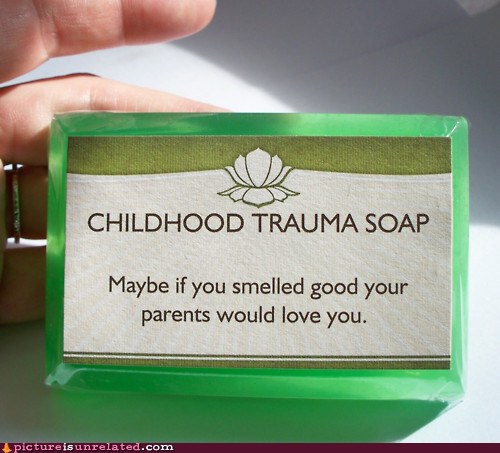 CHILDHOOD TRAUMA SOAP
Maybe if you smelled good your
parents would love you.
pictureisunrelated.com